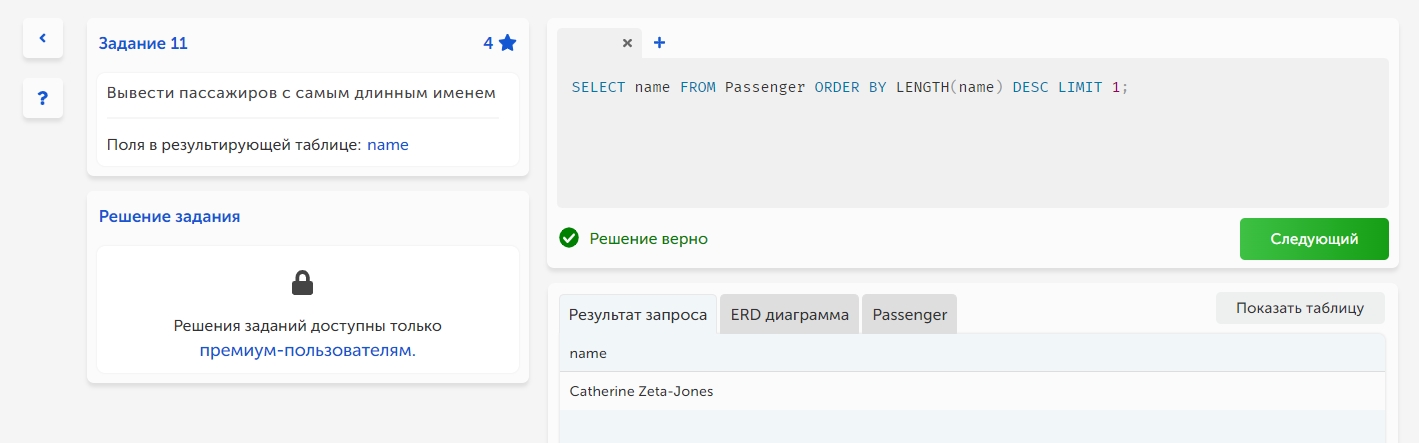 Задание 11
4
Вывести пассажиров с самым длинным именем
Поля в результирующей таблице: name
Решение задания
Решения заданий доступны только
премиум-пользователям.
?
SELECT name FROM Passenger ORDER BY LENGTH(name) DESC LIMIT 1;
Решение верно
Следующий
Результат запроса
ERD диаграмма
Passenger
Показать таблицу
name
Catherine Zeta-Jones